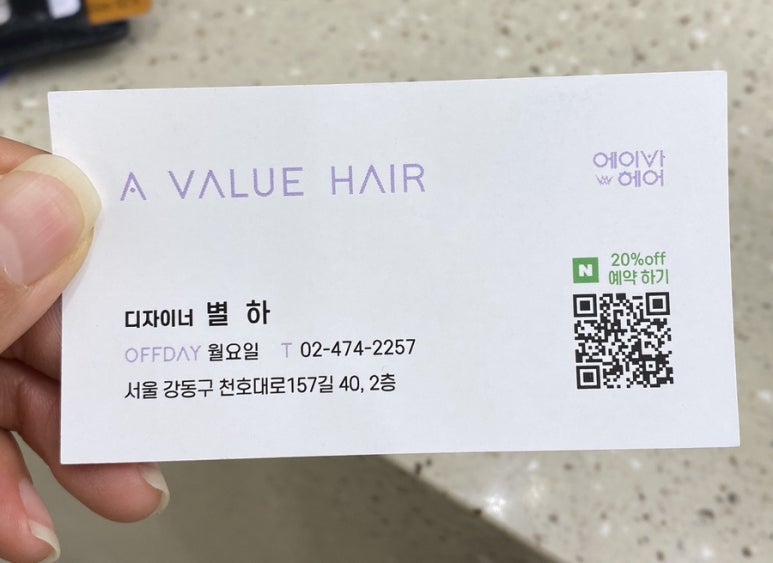 A VALUE HAIR
에이바
헤어
N 20%off
예약 하기
디자이너 별 하
OFFDAY 월요일 T 02-474-2257
서울 강동구 천호대로157길 40, 2층